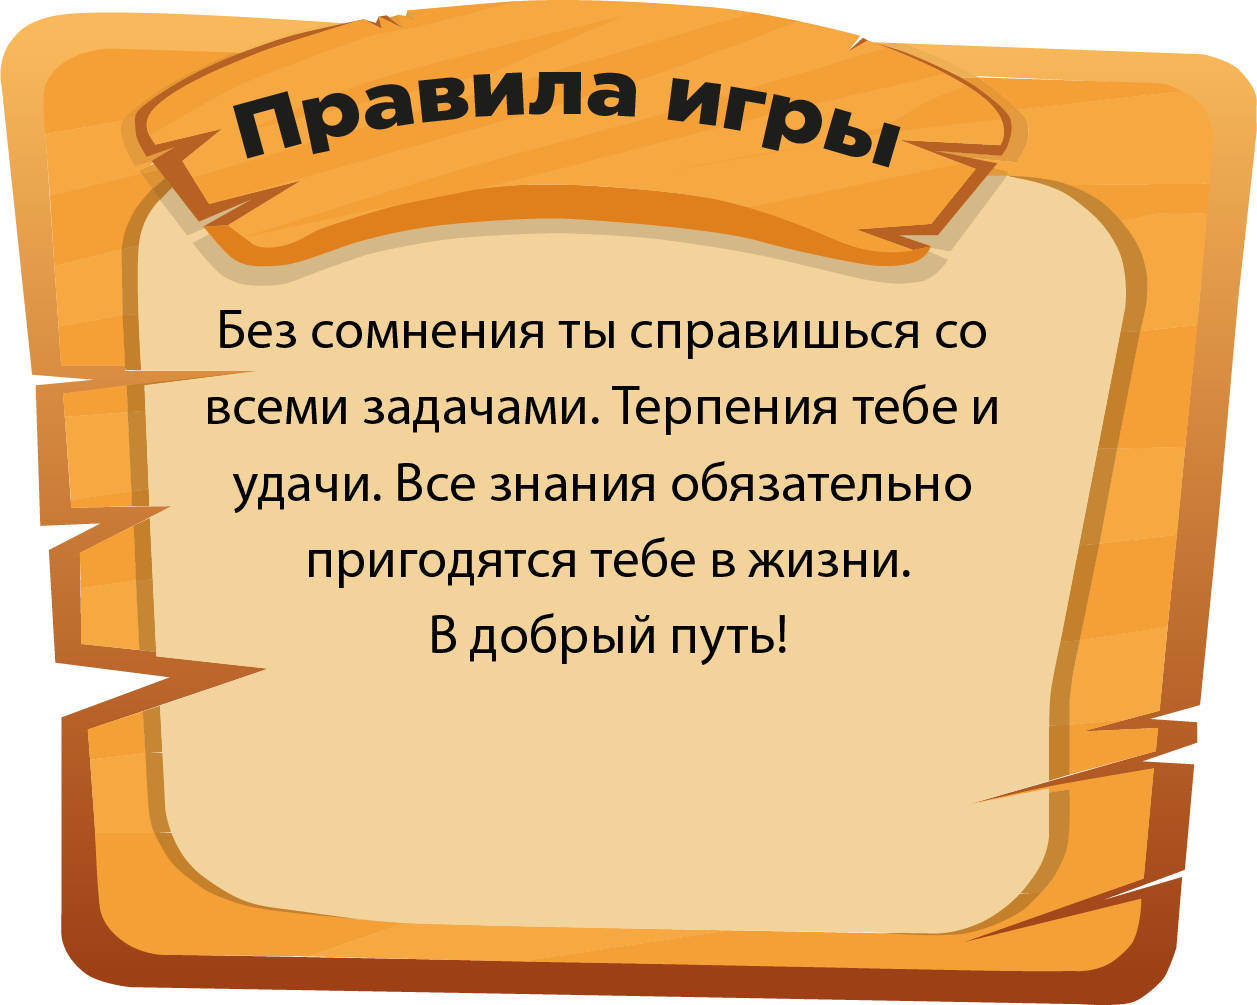 Правила игры
Без сомнения ты справишься со
всеми задачами. Терпения тебе и
удачи. Все знания обязательно
пригодятся тебе в жизни.
В добрый путь!